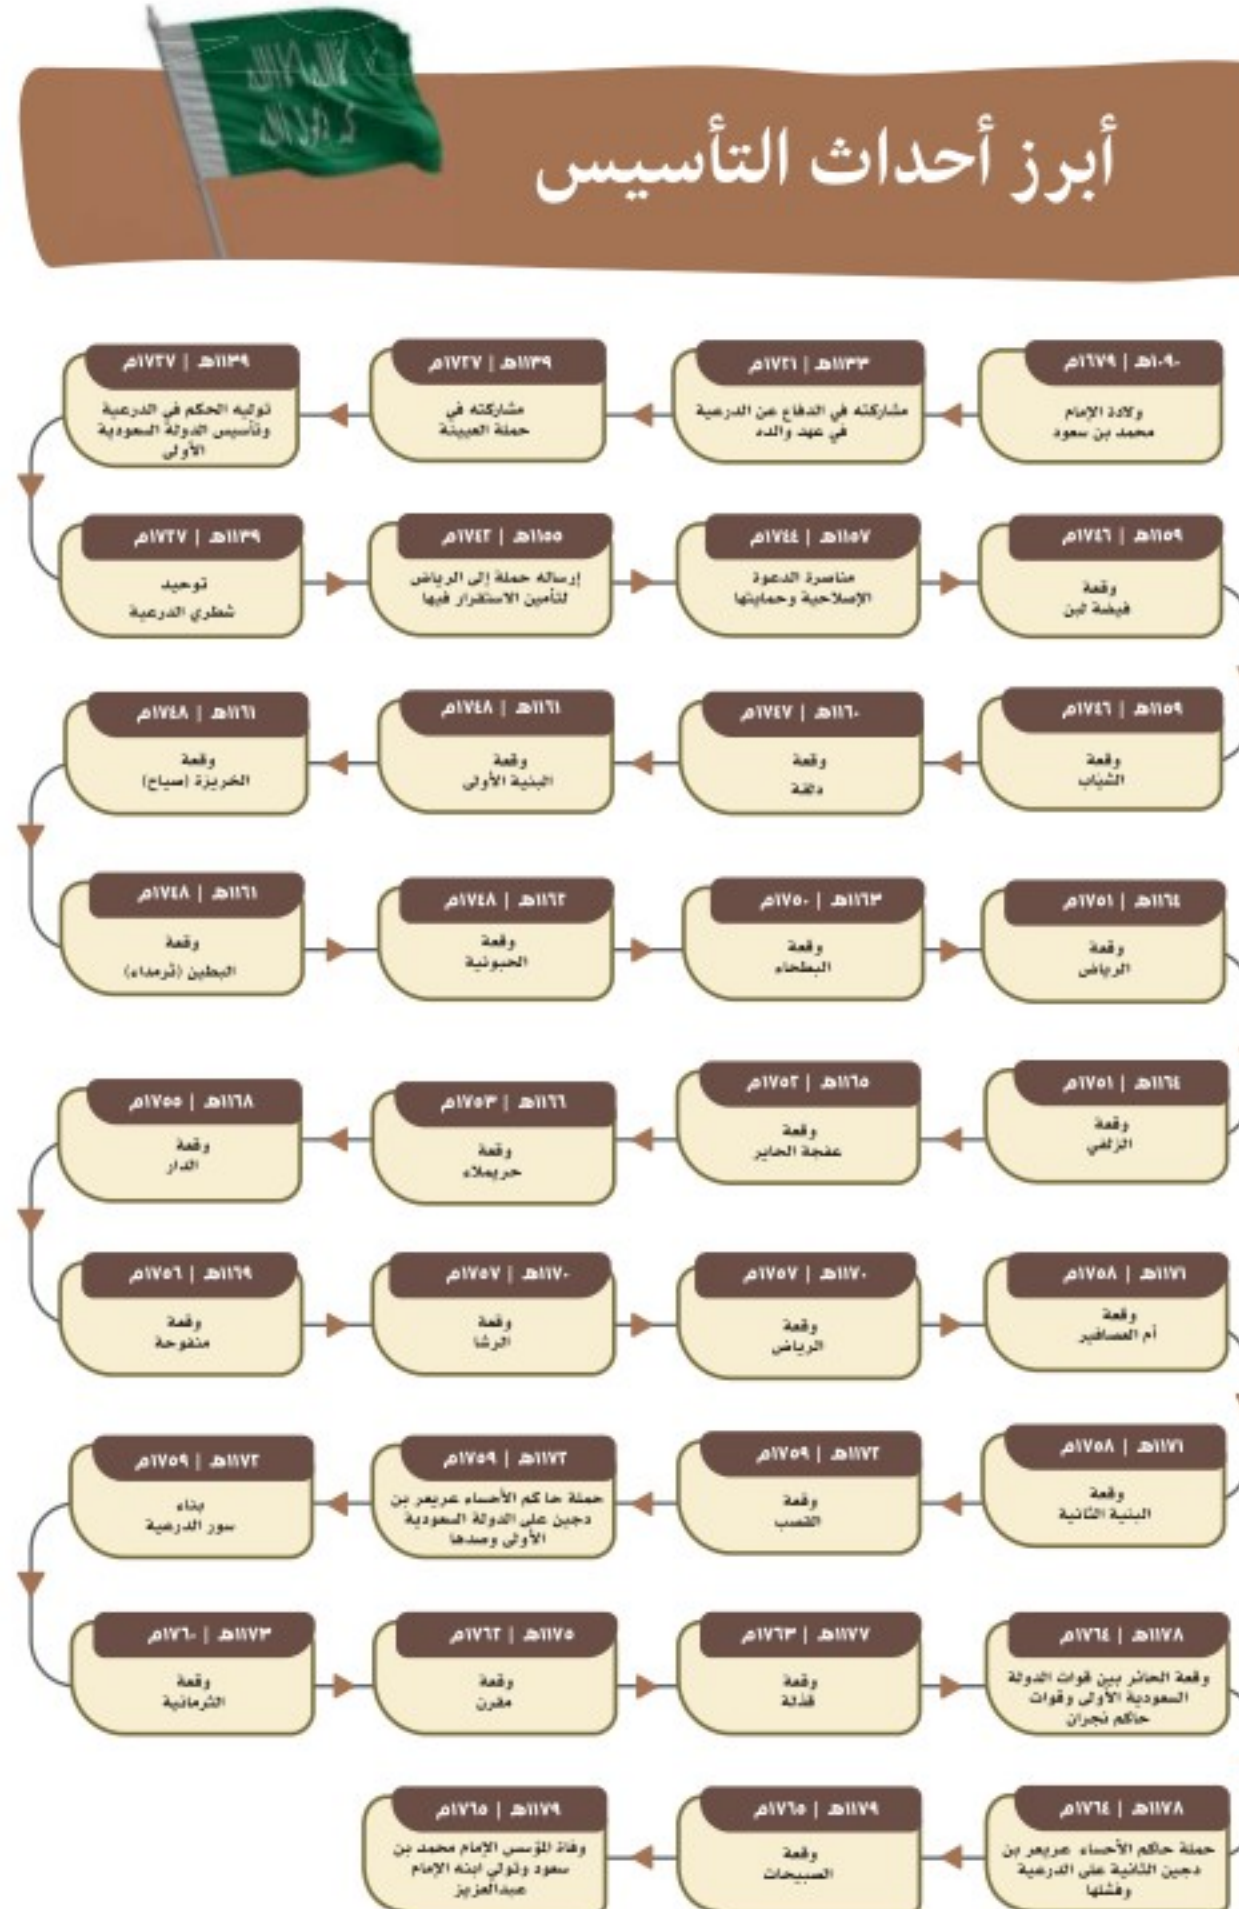 أبرز أحداث التأسيس
١٠٩٠هـ | ١٦٧٩م
ولادة الإمام
محمد بن سعود
١١٣٣هـ | ١٧٢١م
مشاركته في الدفاع عن الدرعية
في عهد والده
١١٣٩هـ | ١٧٢٧م
مشاركته في
حملة العيينة
١١٣٩هـ | ١٧٢٧م
توليه الحكم في الدرعية
وتأسيس الدولة السعودية
الأولى
١١٣٩هـ | ١٧٢٧م
توحيد
شطري الدرعية
١١٥٥هـ | ١٧٤٢م
إرساله حملة إلى الرياض
لتأمين الاستقرار فيها
١١٥٧هـ | ١٧٤٤م
مناصرة الدعوة
الإصلاحية وحمايتها
١١٥٩هـ | ١٧٤٦م
وقعة
فيضة لبن
١١٥٩هـ | ١٧٤٦م
وقعة
الشياب
١١٦٠هـ | ١٧٤٧م
وقعة
دلقة
١١٦١هـ | ١٧٤٨م
وقعة
البنية الأولى
١١٦١هـ | ١٧٤٨م
وقعة
الخريزة (صياح)
١١٦١هـ | ١٧٤٨م
وقعة
البطين (ثرمداء)
١١٦٢هـ | ١٧٤٨م
وقعة
الحبونية
١١٦٣هـ | ١٧٥٠م
وقعة
البطحاء
١١٦٤هـ | ١٧٥١م
وقعة
الرياض
١١٦٤هـ | ١٧٥١م
وقعة
الزلفي
١١٦٥هـ | ١٧٥٢م
وقعة
عفجة الحاير
١١٦٦هـ | ١٧٥٣م
وقعة
حريملاء
١١٦٨هـ | ١٧٥٥م
وقعة
الدار
١١٦٩هـ | ١٧٥٦م
وقعة
منفوحة
١١٧٠هـ | ١٧٥٧م
وقعة
الرشا
١١٧٠هـ | ١٧٥٧م
وقعة
الرياض
١١٧١هـ | ١٧٥٨م
وقعة
أم العصافير
١١٧١هـ | ١٧٥٨م
وقعة
البنية الثانية
١١٧٢هـ | ١٧٥٩م
وقعة
القصب
١١٧٢هـ | ١٧٥٩م
حملة حاكم الأحساء عريعر بن
دجين على الدولة السعودية
الأولى وصدها
١١٧٢هـ | ١٧٥٩م
بناء
سور الدرعية
١١٧٣هـ | ١٧٦٠م
وقعة
الثرمانية
١١٧٥هـ | ١٧٦٢م
وقعة
مقرن
١١٧٧هـ | ١٧٦٣م
وقعة
قذلة
١١٧٨هـ | ١٧٦٤م
وقعة الحائر بين قوات الدولة
السعودية الأولى وقوات
حاكم نجران
١١٧٨هـ | ١٧٦٤م
حملة حاكم الأحساء عريعر بن
دجين الثانية على الدرعية
وفشلها
١١٧٩هـ | ١٧٦٥م
وقعة
الصبيحات
١١٧٩هـ | ١٧٦٥م
وفاة المؤسس الإمام محمد بن
سعود وتولي ابنه الإمام
عبدالعزيز